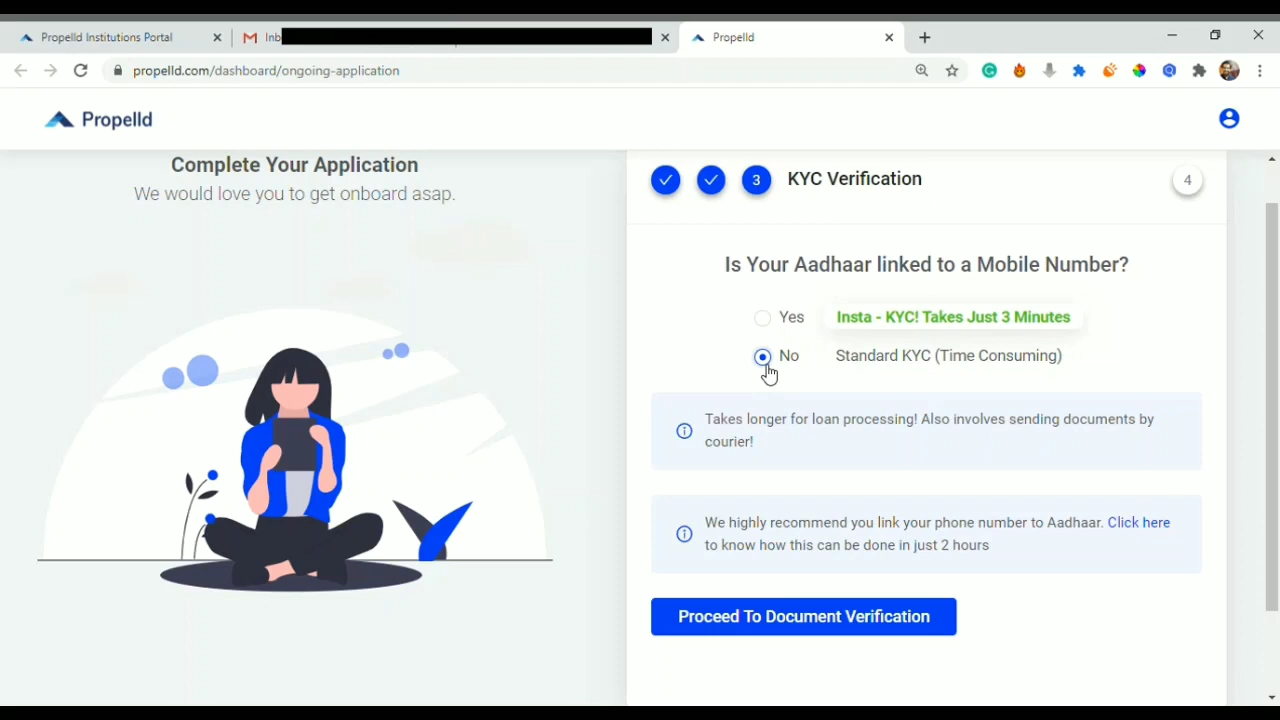 Propelld Institutions Portal
Inb
Propelld
propelld.com/dashboard/ongoing-application
Propelld
Complete Your Application
We would love you to get onboard asap.
3 KYC Verification 4
Is Your Aadhaar linked to a Mobile Number?
Yes Insta - KYC! Takes Just 3 Minutes
No Standard KYC (Time Consuming)
Takes longer for loan processing! Also involves sending documents by
courier!
We highly recommend you link your phone number to Aadhaar. Click here
to know how this can be done in just 2 hours
Proceed To Document Verification